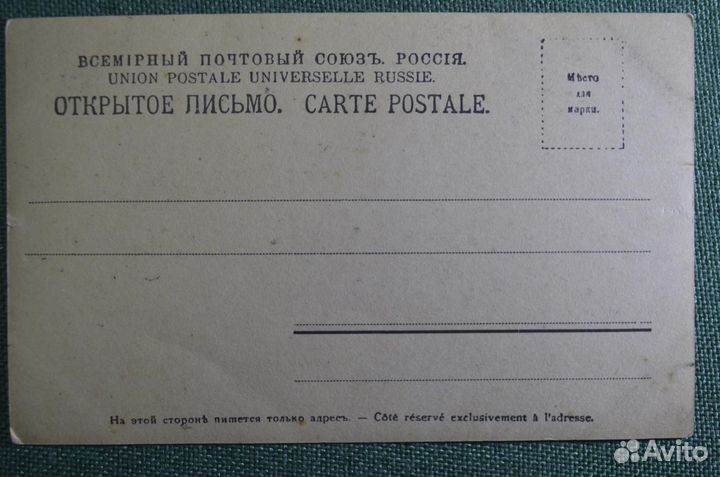 ВСЕМІРНЫЙ ПОЧТОВЫЙ СОЮЗЪ. РОССІЯ.
UNION POSTALE UNIVERSELLE RUSSIE.
ОТКРЫТОЕ ПИСЬМО. CARTE POSTALE.
Мѣсто
для
марки.
На этой сторонѣ пишется только адресъ. — Côté réservé exclusivement à l'adresse.
Avito